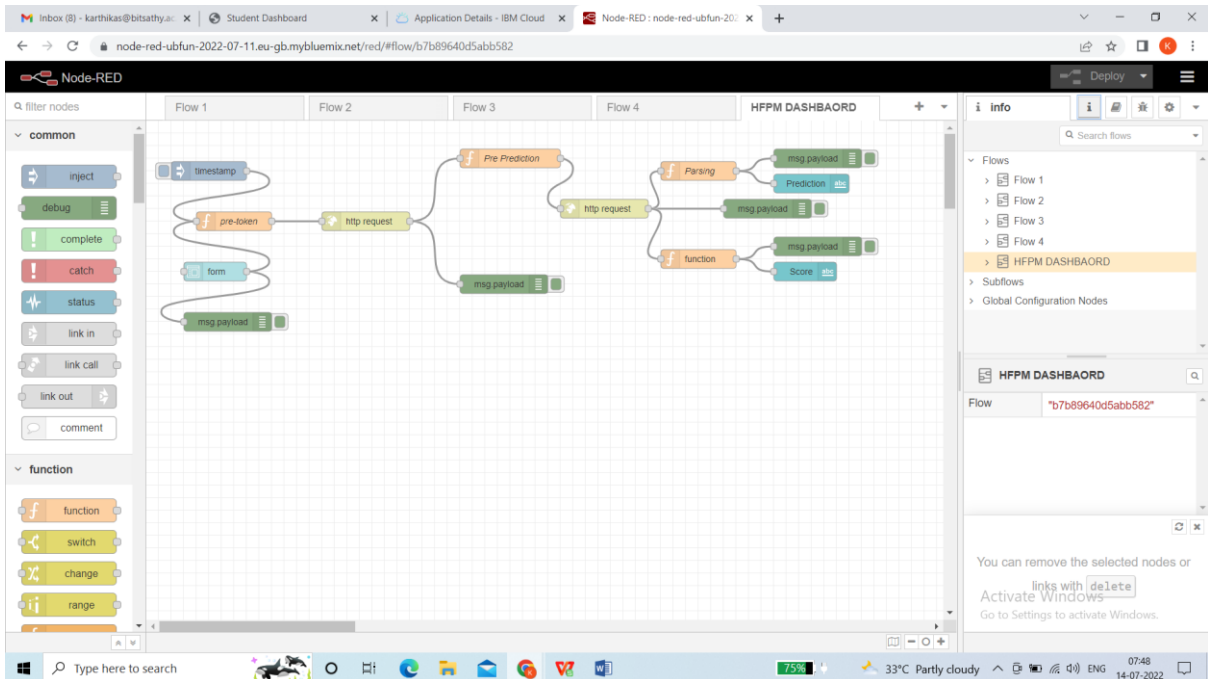 Inbox (8) - karthikas@bitsathy.ac
Student Dashboard
Application Details - IBM Cloud
Node-RED : node-red-ubfun-202
node-red-ubfun-2022-07-11.eu-gb.mybluemix.net/red/#flow/b7b89640d5abb582
K
Node-RED
Deploy
filter nodes
Flow 1
Flow 2
Flow 3
Flow 4
HFPM DASHBAORD
i info
i
common
Search flows
inject
debug
complete
catch
status
link in
link call
link out
comment
function
function
switch
change
range
timestamp
pre-token
form
msg.payload
http request
Pre Prediction
msg.payload
http request
Parsing
msg.payload
Prediction abc
msg.payload
function
msg.payload
Score abc
Flows
Flow 1
Flow 2
Flow 3
Flow 4
HFPM DASHBAORD
Subflows
Global Configuration Nodes
HFPM DASHBAORD
Flow "b7b89640d5abb582"
You can remove the selected nodes or
links with delete
Activate Windows
Go to Settings to activate Windows.
Type here to search
75%
33°C Partly cloudy
ENG
07:48
14-07-2022